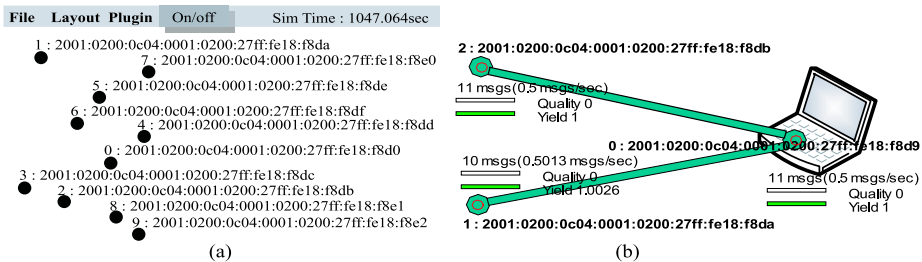 File Layout Plugin On/off Sim Time : 1047.064sec
1 : 2001:0200:0c04:0001:0200:27ff:fe18:f8da
7 : 2001:0200:0c04:0001:0200:27ff:fe18:f8e0
5 : 2001:0200:0c04:0001:0200:27ff:fe18:f8de
6 : 2001:0200:0c04:0001:0200:27ff:fe18:f8df
4 : 2001:0200:0c04:0001:0200:27ff:fe18:f8dd
0 : 2001:0200:0c04:0001:0200:27ff:fe18:f8d0
3 : 2001:0200:0c04:0001:0200:27ff:fe18:f8dc
2 : 2001:0200:0c04:0001:0200:27ff:fe18:f8db
8 : 2001:0200:0c04:0001:0200:27ff:fe18:f8e1
9 : 2001:0200:0c04:0001:0200:27ff:fe18:f8e2
(a)
2 : 2001:0200:0c04:0001:0200:27ff:fe18:f8db
11 msgs(0.5 msgs/sec)
Quality 0
Yield 1
0 : 2001:0200:0c04:0001:0200:27ff:fe18:f8d9
10 msgs(0.5013 msgs/sec)
Quality 0
Yield 1.0026
11 msgs(0.5 msgs/sec)
Quality 0
Yield 1
1 : 2001:0200:0c04:0001:0200:27ff:fe18:f8da
(b)